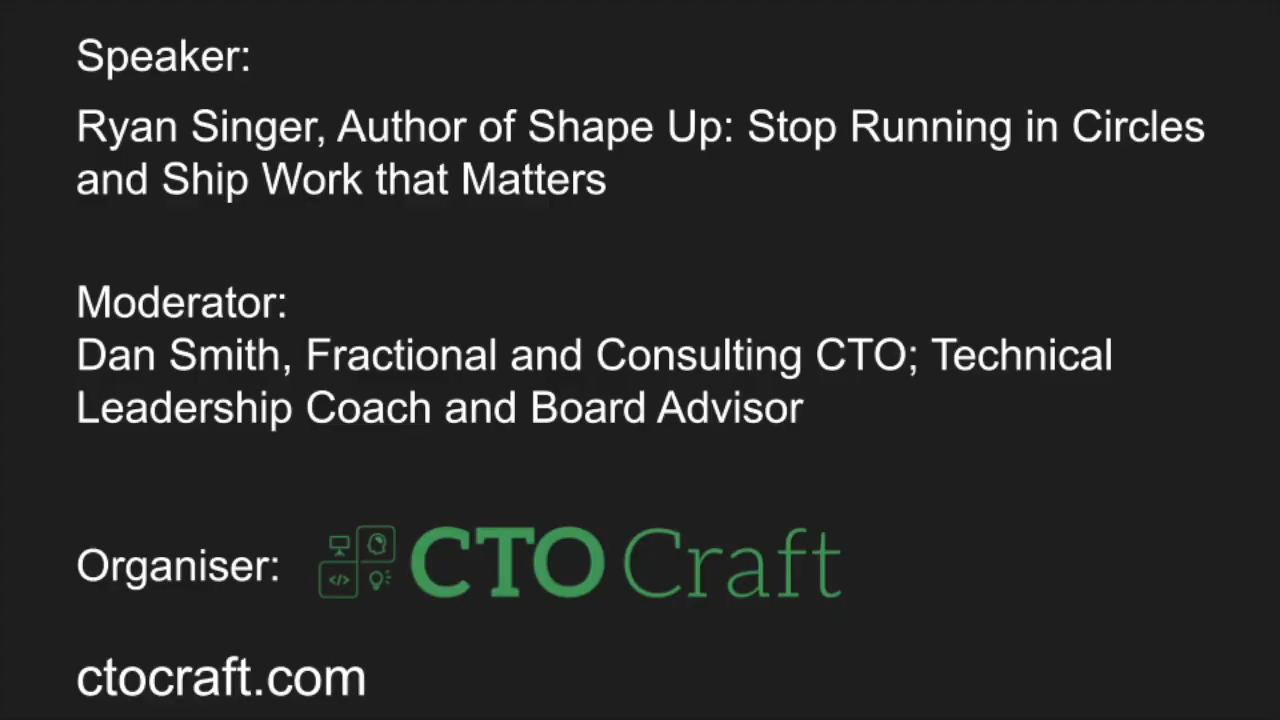 Speaker:
Ryan Singer, Author of Shape Up: Stop Running in Circles
and Ship Work that Matters
Moderator:
Dan Smith, Fractional and Consulting CTO; Technical
Leadership Coach and Board Advisor
Organiser: </> CTO Craft
ctocraft.com